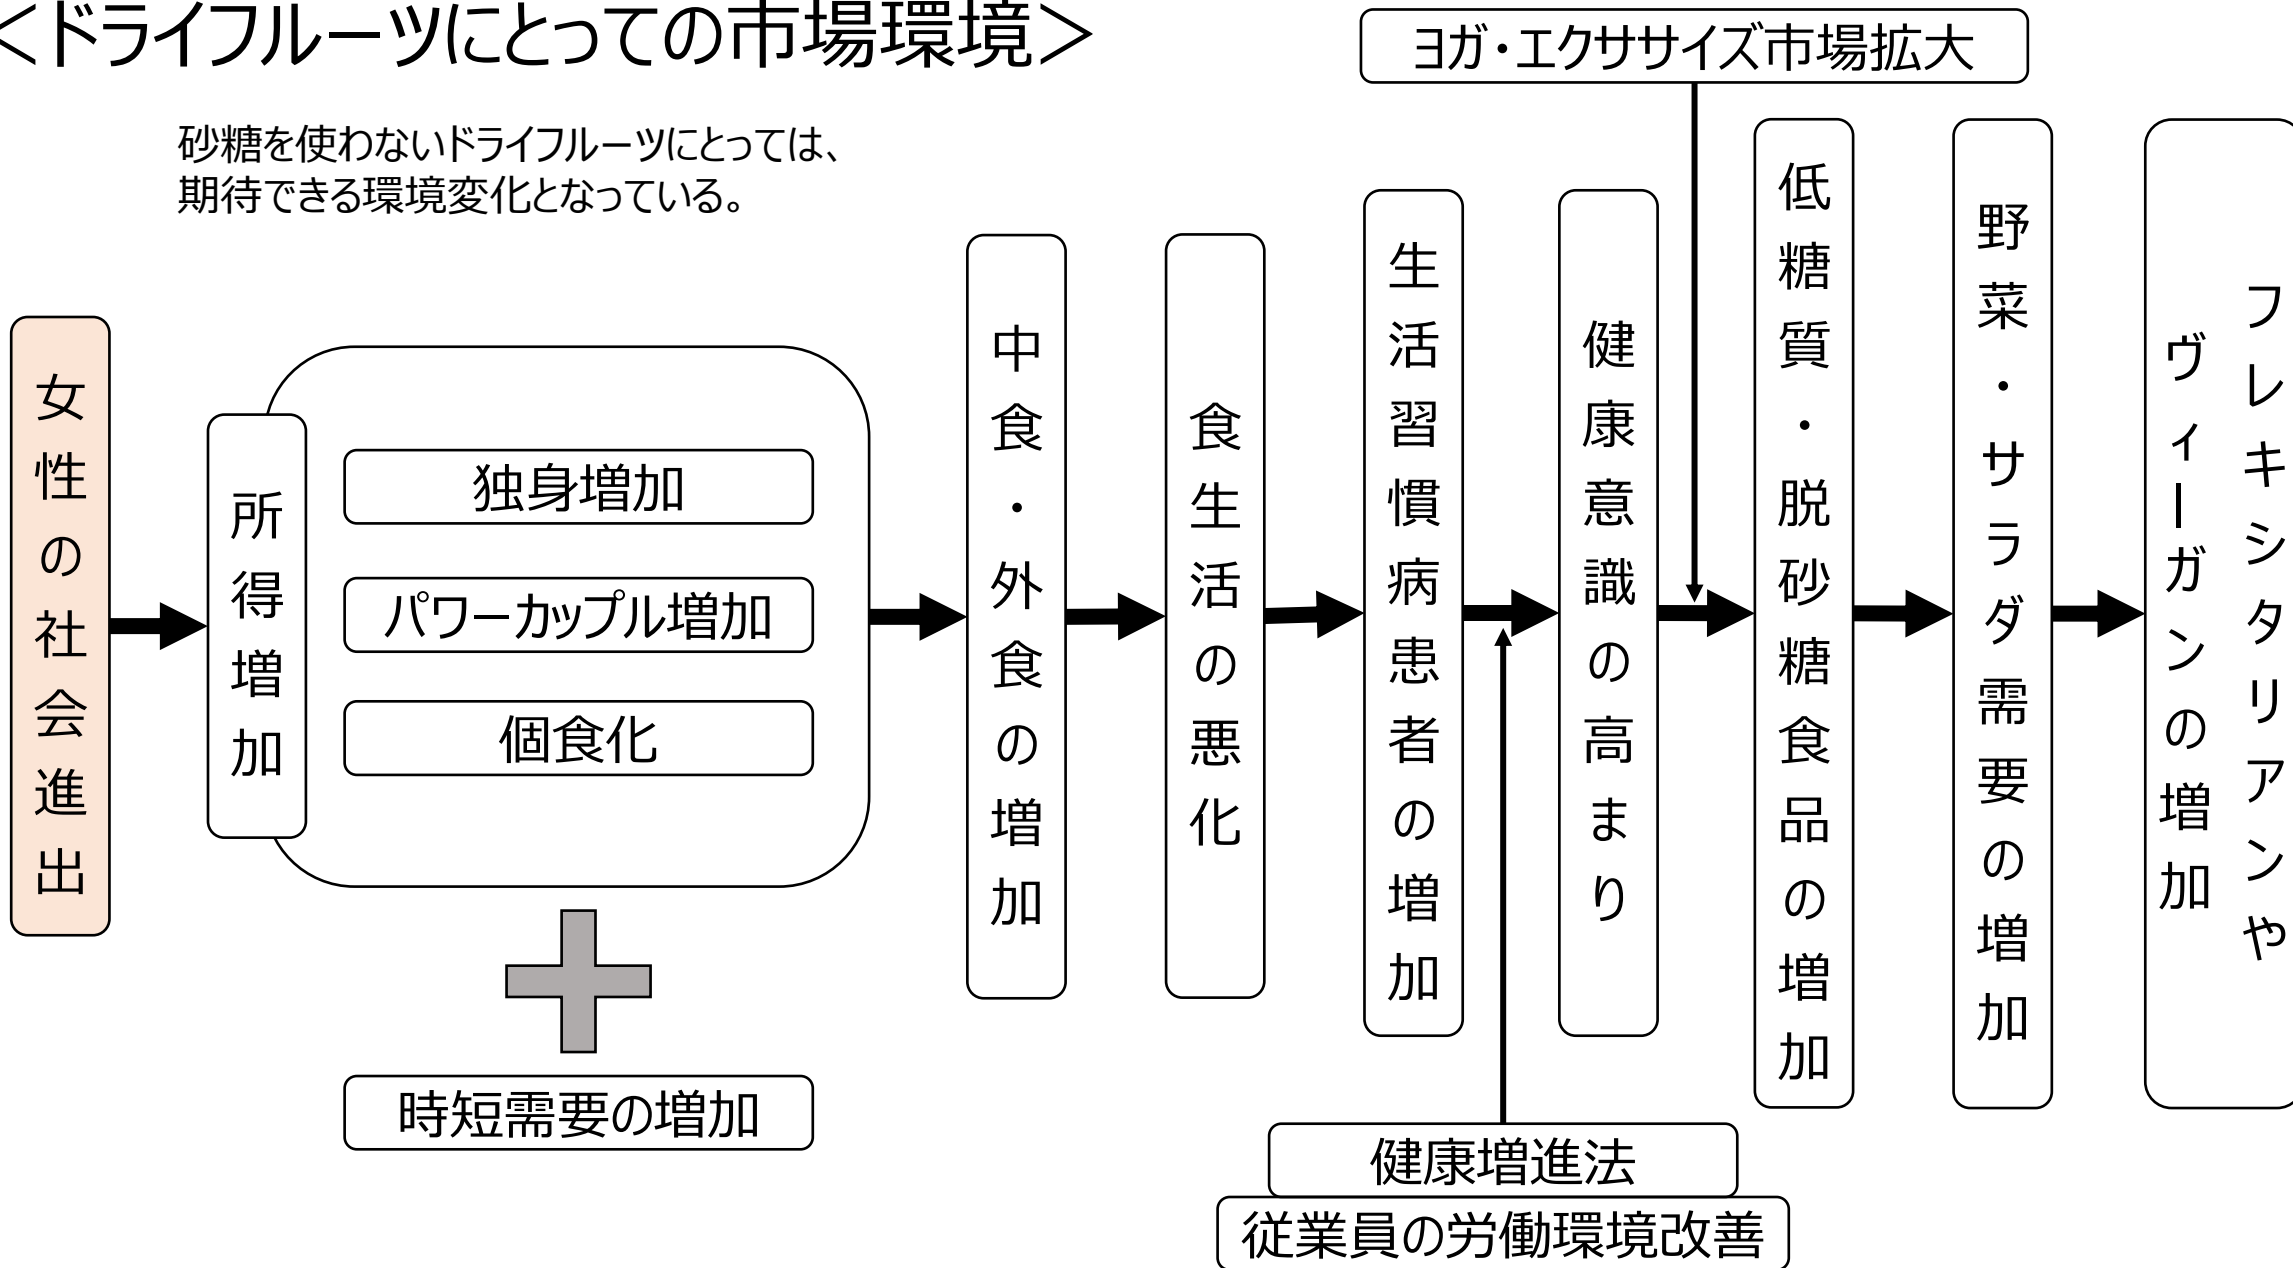 ＜ドライフルーツにとっての市場環境＞
ヨガ・エクササイズ市場拡大
砂糖を使わないドライフルーツにとっては、
期待できる環境変化となっている。
女性の社会進出
所得増加
独身増加
パワーカップル増加
個食化
時短需要の増加
中食・外食の増加
食生活の悪化
生活習慣病患者の増加
健康意識の高まり
低糖質・脱砂糖食品の増加
野菜・サラダ需要の増加
フレキシタリアンや
ヴィーガンの増加
健康増進法
従業員の労働環境改善